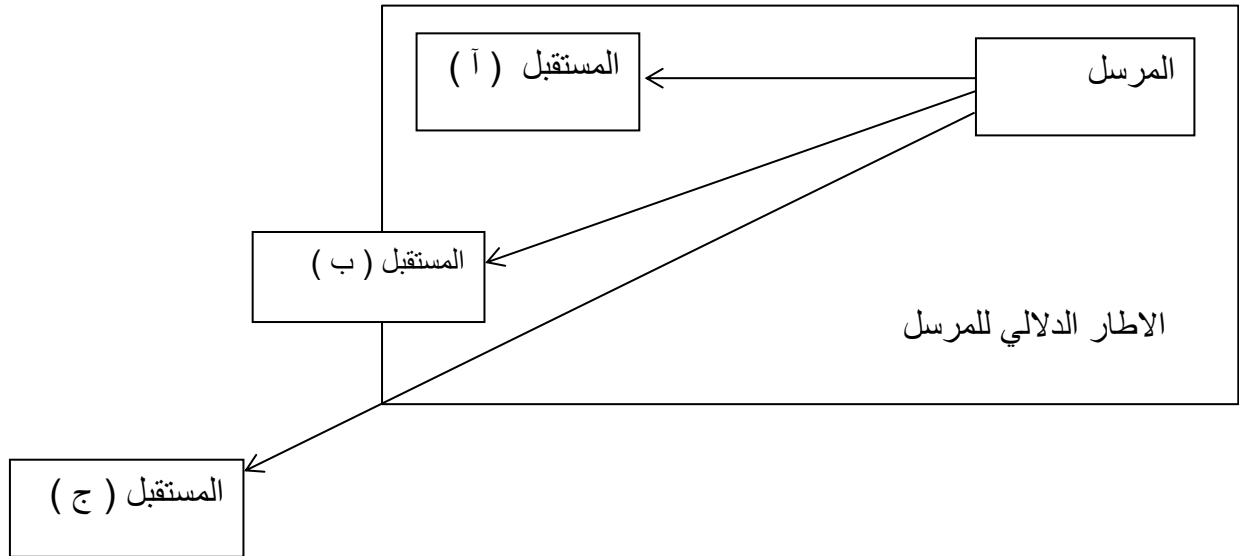 المرسل
المستقبل ( آ )
المستقبل ( ب )
الاطار الدلالي للمرسل
المستقبل ( ج )